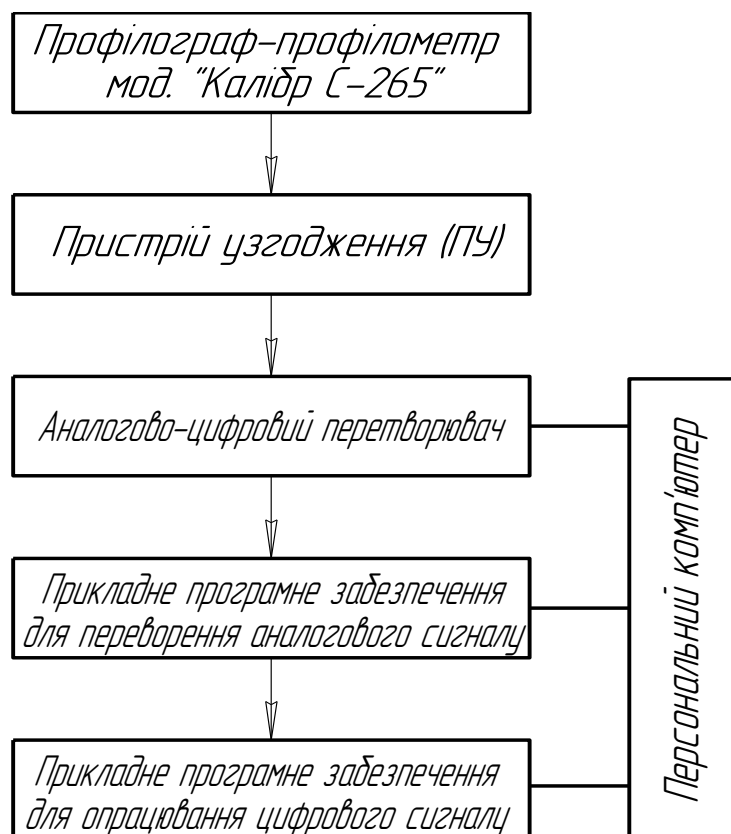 Профілограф-профілометр
мод. "Калібр С-265"
Пристрій узгодження (ПУ)
Аналогово-цифровий перетворювач
Прикладне програмне забезпечення
для переворення аналогового сигналу
Прикладне програмне забезпечення
для опрацювання цифрового сигналу
Персональний комп'ютер